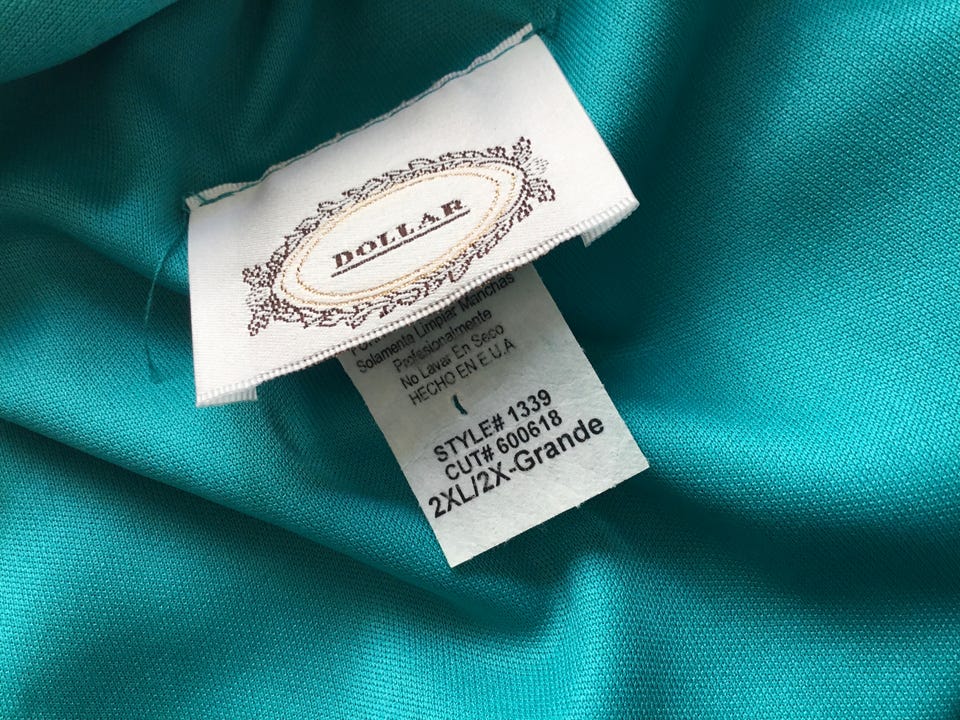 DOLLAR
Solamente Limpiar Manchas
Profesionalmente
No Lavar En Seco
HECHO EN E.U.A
STYLE# 1339
CUT# 600618
2XL/2X-Grande